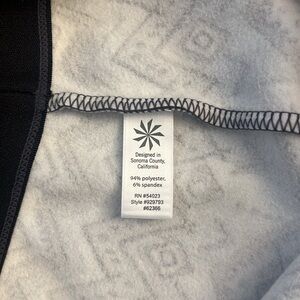 Designed in
Sonoma County,
California
94% polyester,
6% spandex
RN #54023
Style #929793
#62366